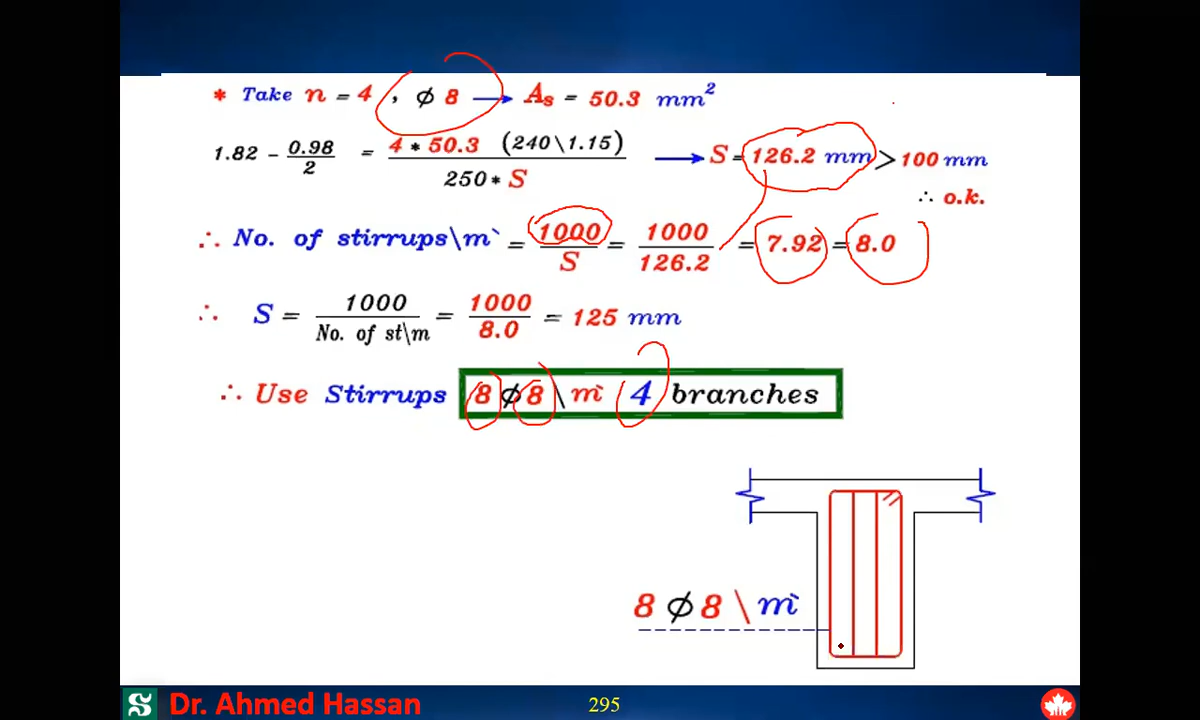 * Take n = 4 , ϕ 8 → As = 50.3 mm²
1.82 - 0.98/2 = 4 * 50.3 (240\1.15) / 250 * S → S = 126.2 mm > 100 mm
∴ o.k.
∴ No. of stirrups\m` = 1000/S = 1000/126.2 = 7.92 = 8.0
∴ S = 1000/No. of st\m = 1000/8.0 = 125 mm
∴ Use Stirrups 8 ϕ 8 \ m` 4 branches
8 ϕ 8 \ m`
Dr. Ahmed Hassan
295